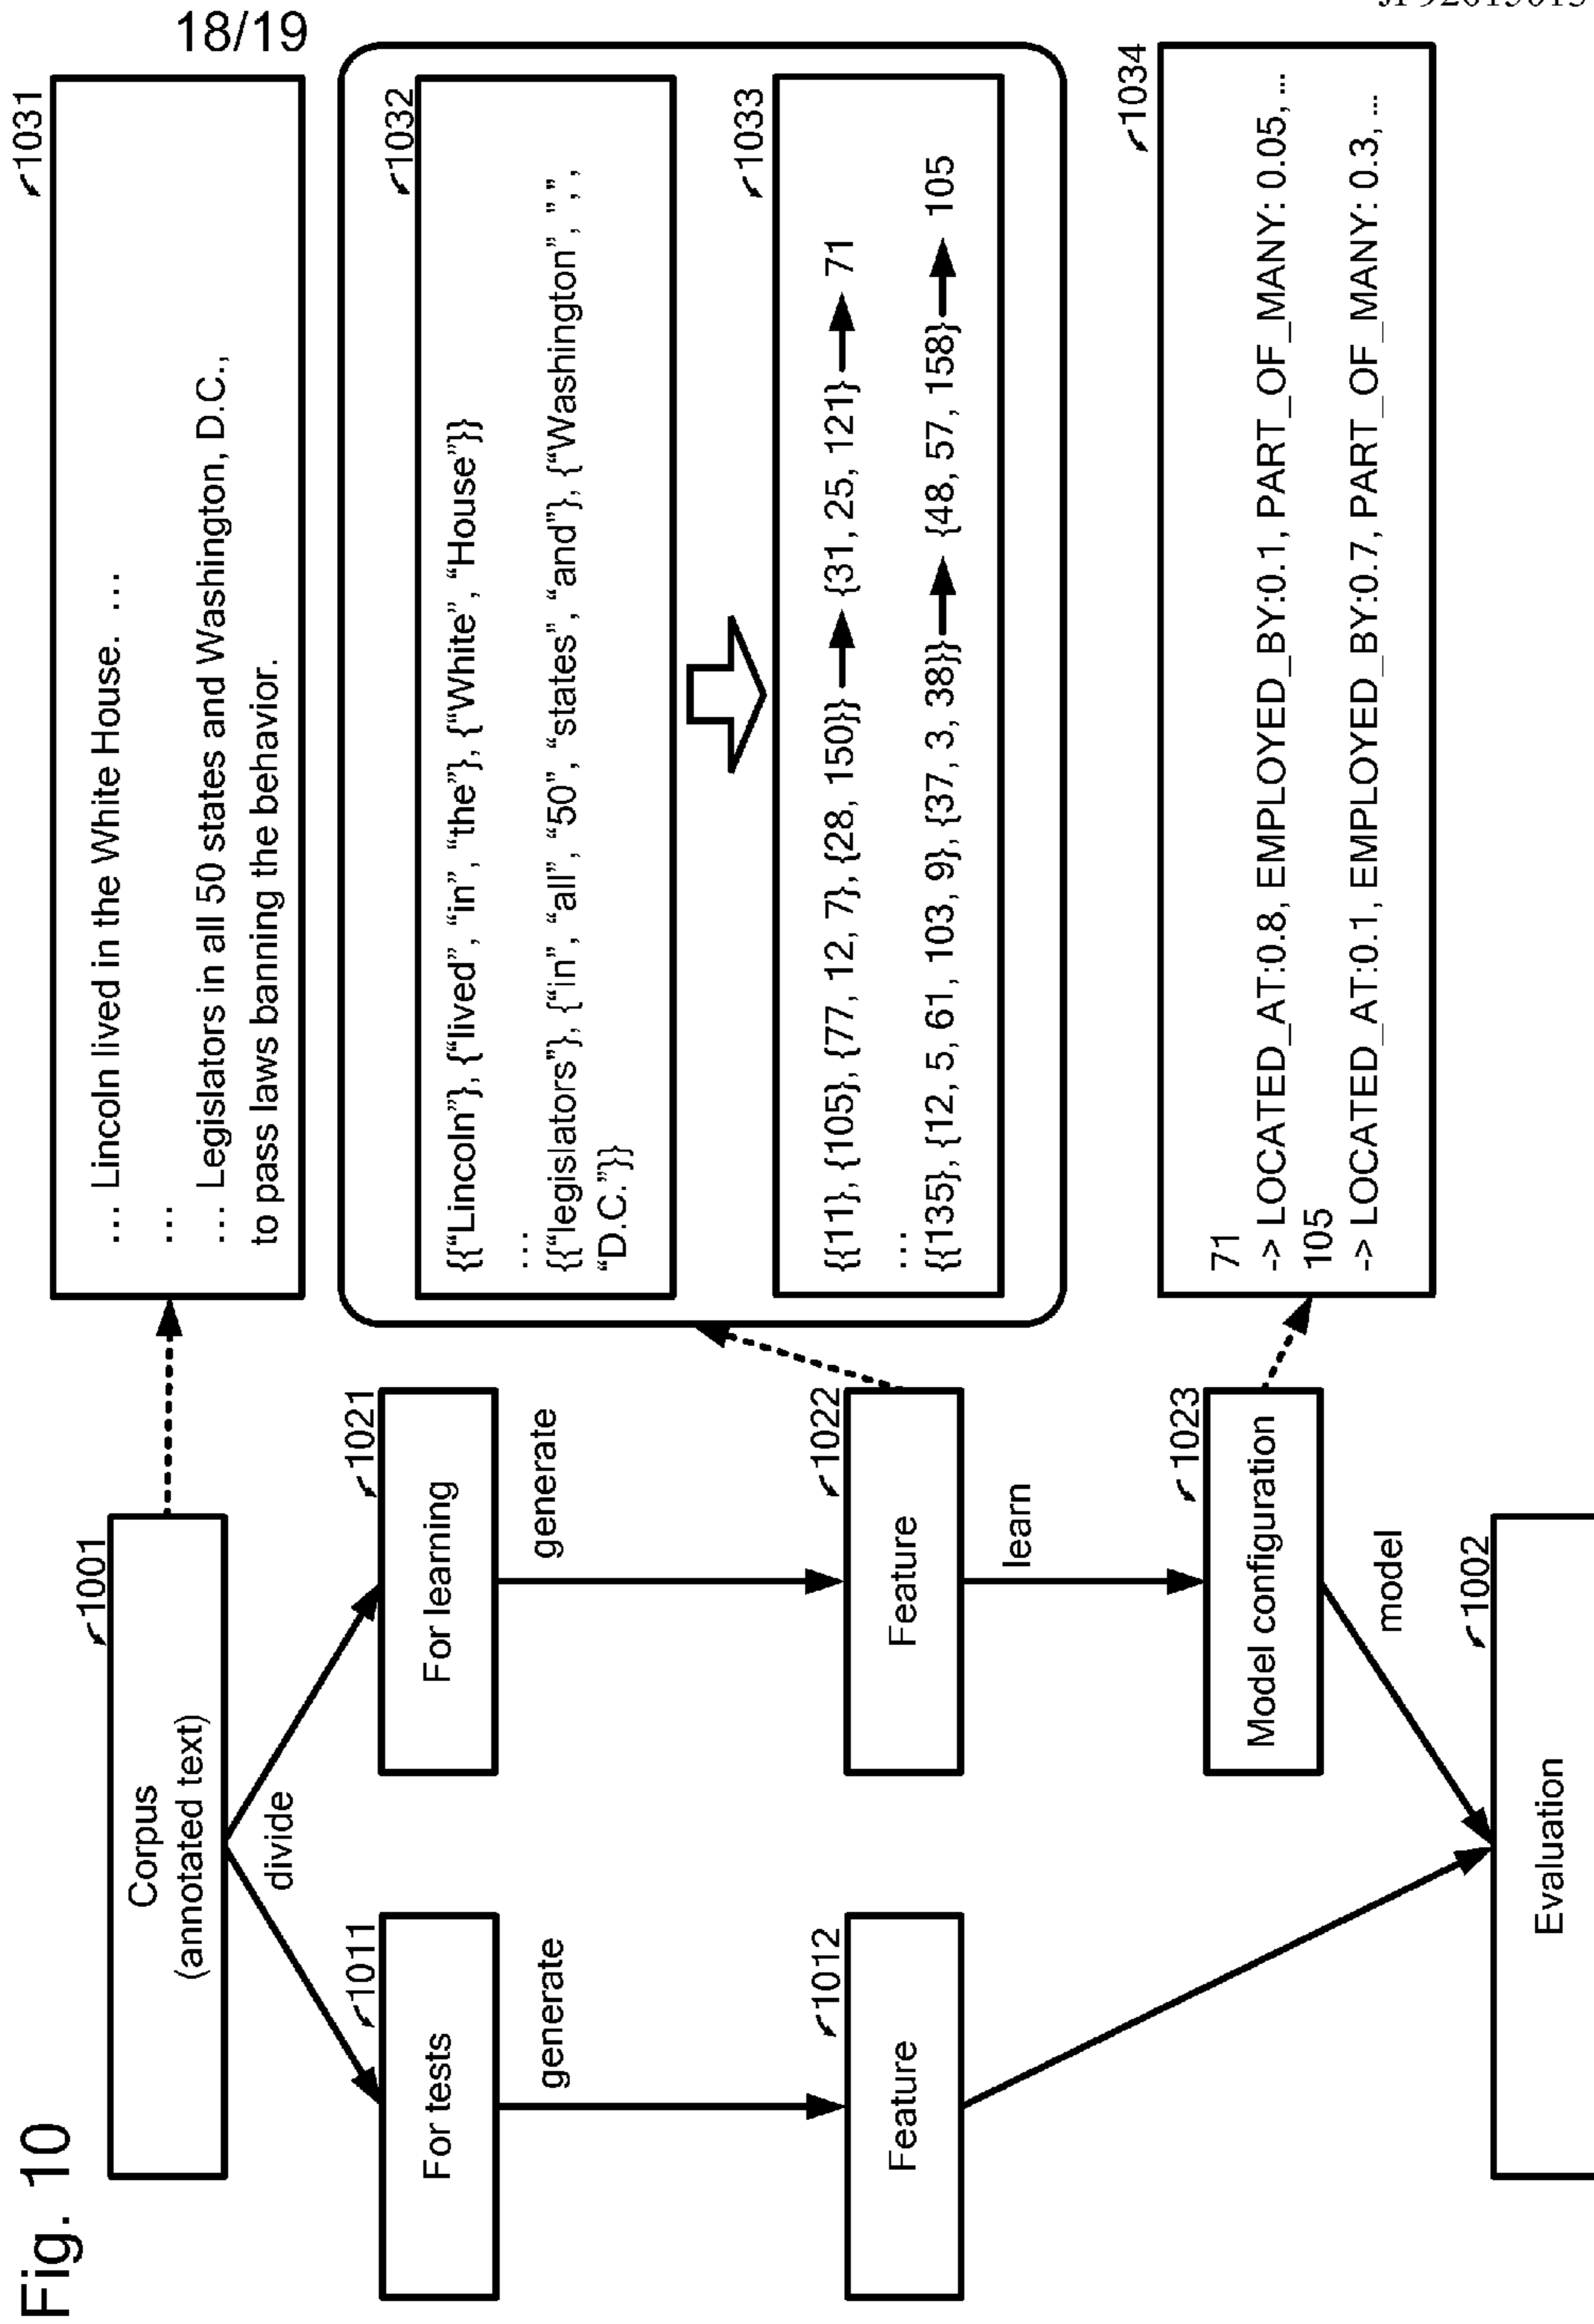 18/19
Fig. 10
1001
Corpus
(annotated text)
divide
1011
For tests
generate
1012
Feature
1021
For learning
generate
1022
Feature
learn
1023
Model configuration
model
1002
Evaluation
1031
... Lincoln lived in the White House. ...
...
... Legislators in all 50 states and Washington, D.C.,
to pass laws banning the behavior.
1032
{{“Lincoln”}, {“lived”, “in”, “the”}, {“White”, “House”}}
...
{{“legislators”}, {“in”, “all”, “50”, “states”, “and”}, {“Washington”, “,”,
“D.C.”}}
1033
{{11}, {105}, {77, 12, 7}, {28, 150}} → {31, 25, 121} → 71
...
{{135}, {12, 5, 61, 103, 9}, {37, 3, 38}} → {48, 57, 158} → 105
1034
71
-> LOCATED_AT:0.8, EMPLOYED_BY:0.1, PART_OF_MANY: 0.05, ...
105
-> LOCATED_AT:0.1, EMPLOYED_BY:0.7, PART_OF_MANY: 0.3, ...